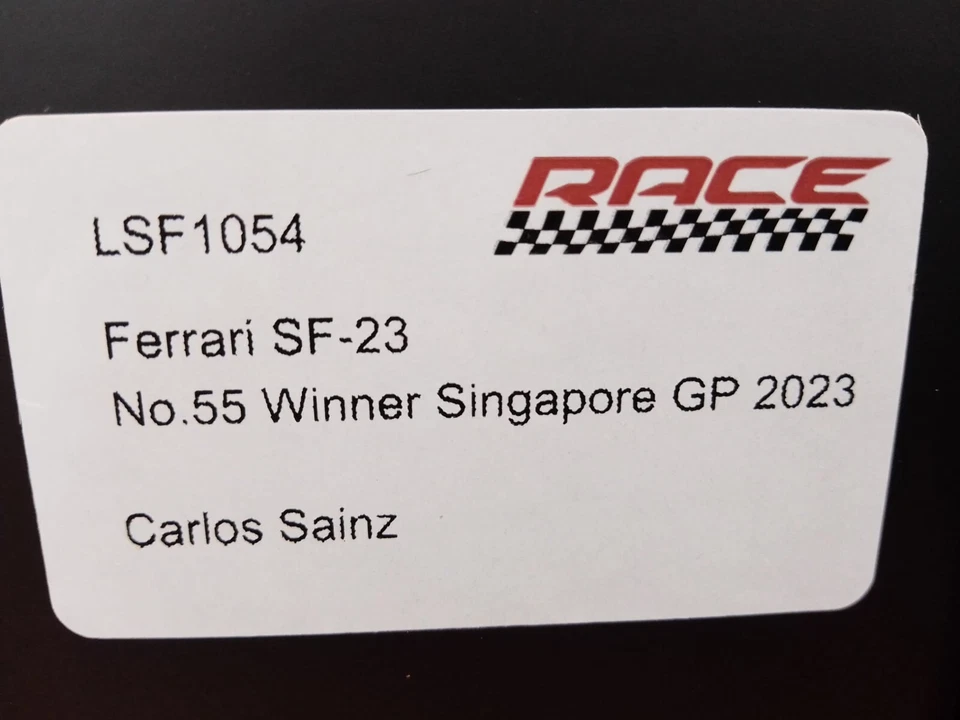 RACE
LSF1054
Ferrari SF-23
No.55 Winner Singapore GP 2023
Carlos Sainz